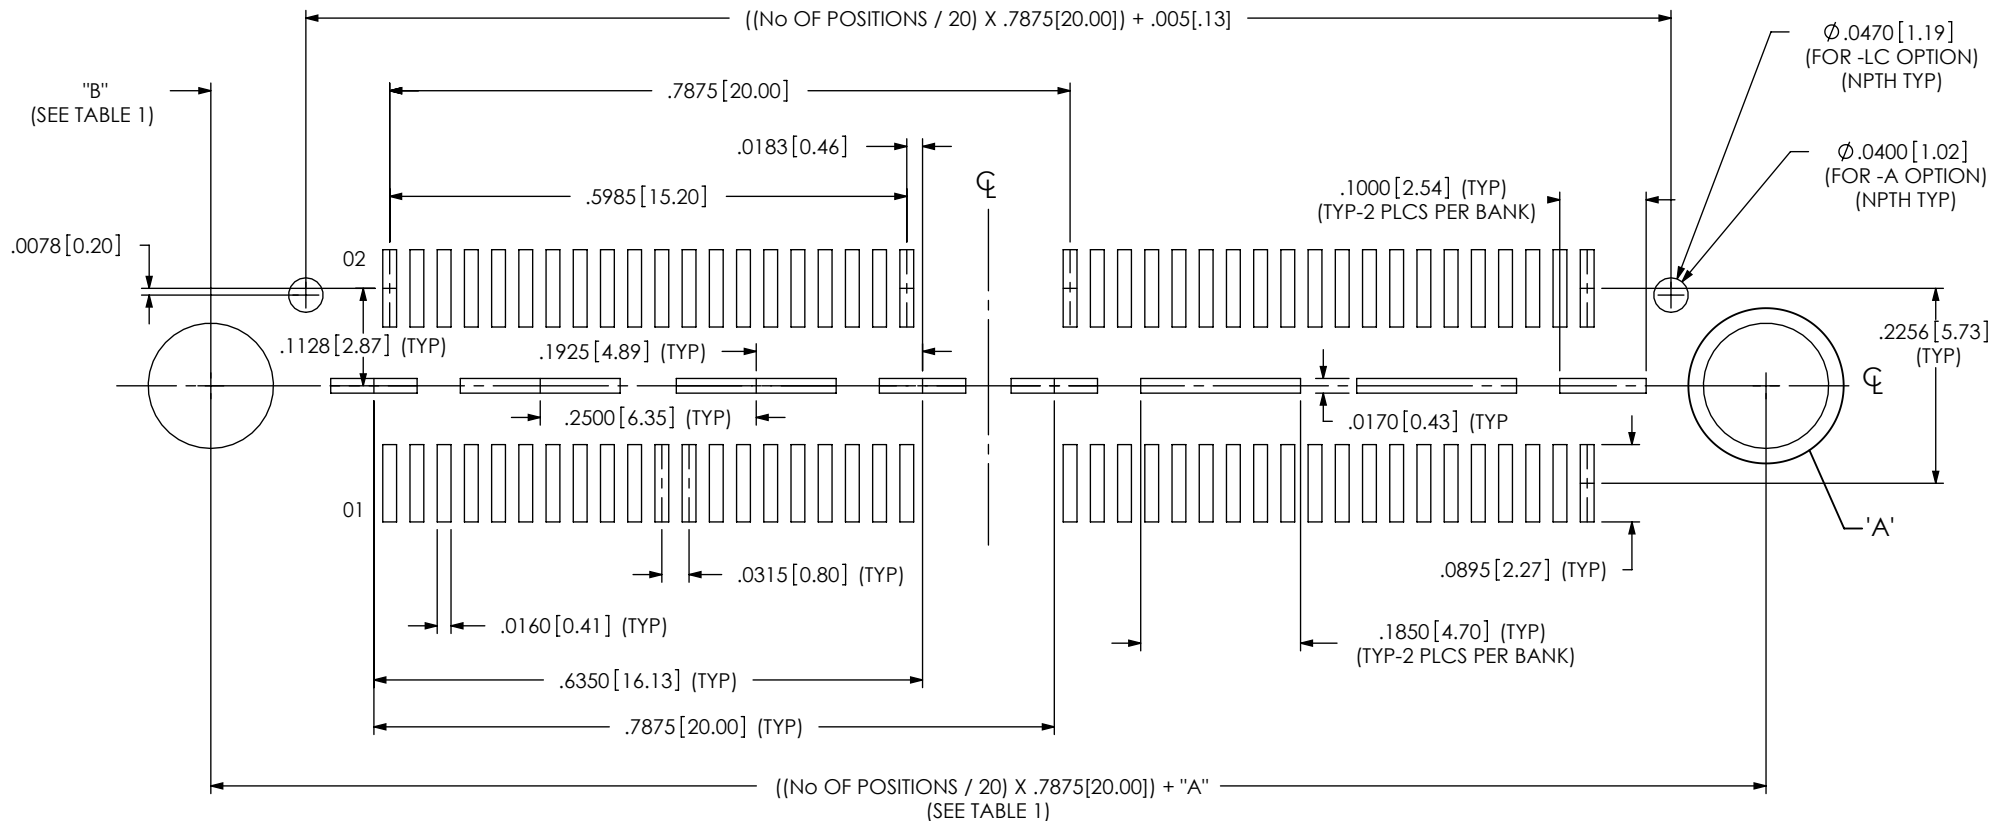 ((No OF POSITIONS / 20) X .7875[20.00]) + .005[.13]
Ø.0470[1.19]
(FOR -LC OPTION)
(NPTH TYP)
"B"
(SEE TABLE 1)
.7875[20.00]
.0183[0.46]
Ø.0400[1.02]
(FOR -A OPTION)
(NPTH TYP)
℄
.5985[15.20]
.1000[2.54] (TYP)
(TYP-2 PLCS PER BANK)
.0078[0.20]
02
.1128[2.87] (TYP)
.1925[4.89] (TYP)
.2256[5.73]
(TYP)
℄
.2500[6.35] (TYP)
.0170[0.43] (TYP
01
'A'
.0315[0.80] (TYP)
.0895[2.27] (TYP)
.0160[0.41] (TYP)
.1850[4.70] (TYP)
(TYP-2 PLCS PER BANK)
.6350[16.13] (TYP)
.7875[20.00] (TYP)
((No OF POSITIONS / 20) X .7875[20.00]) + "A"
(SEE TABLE 1)